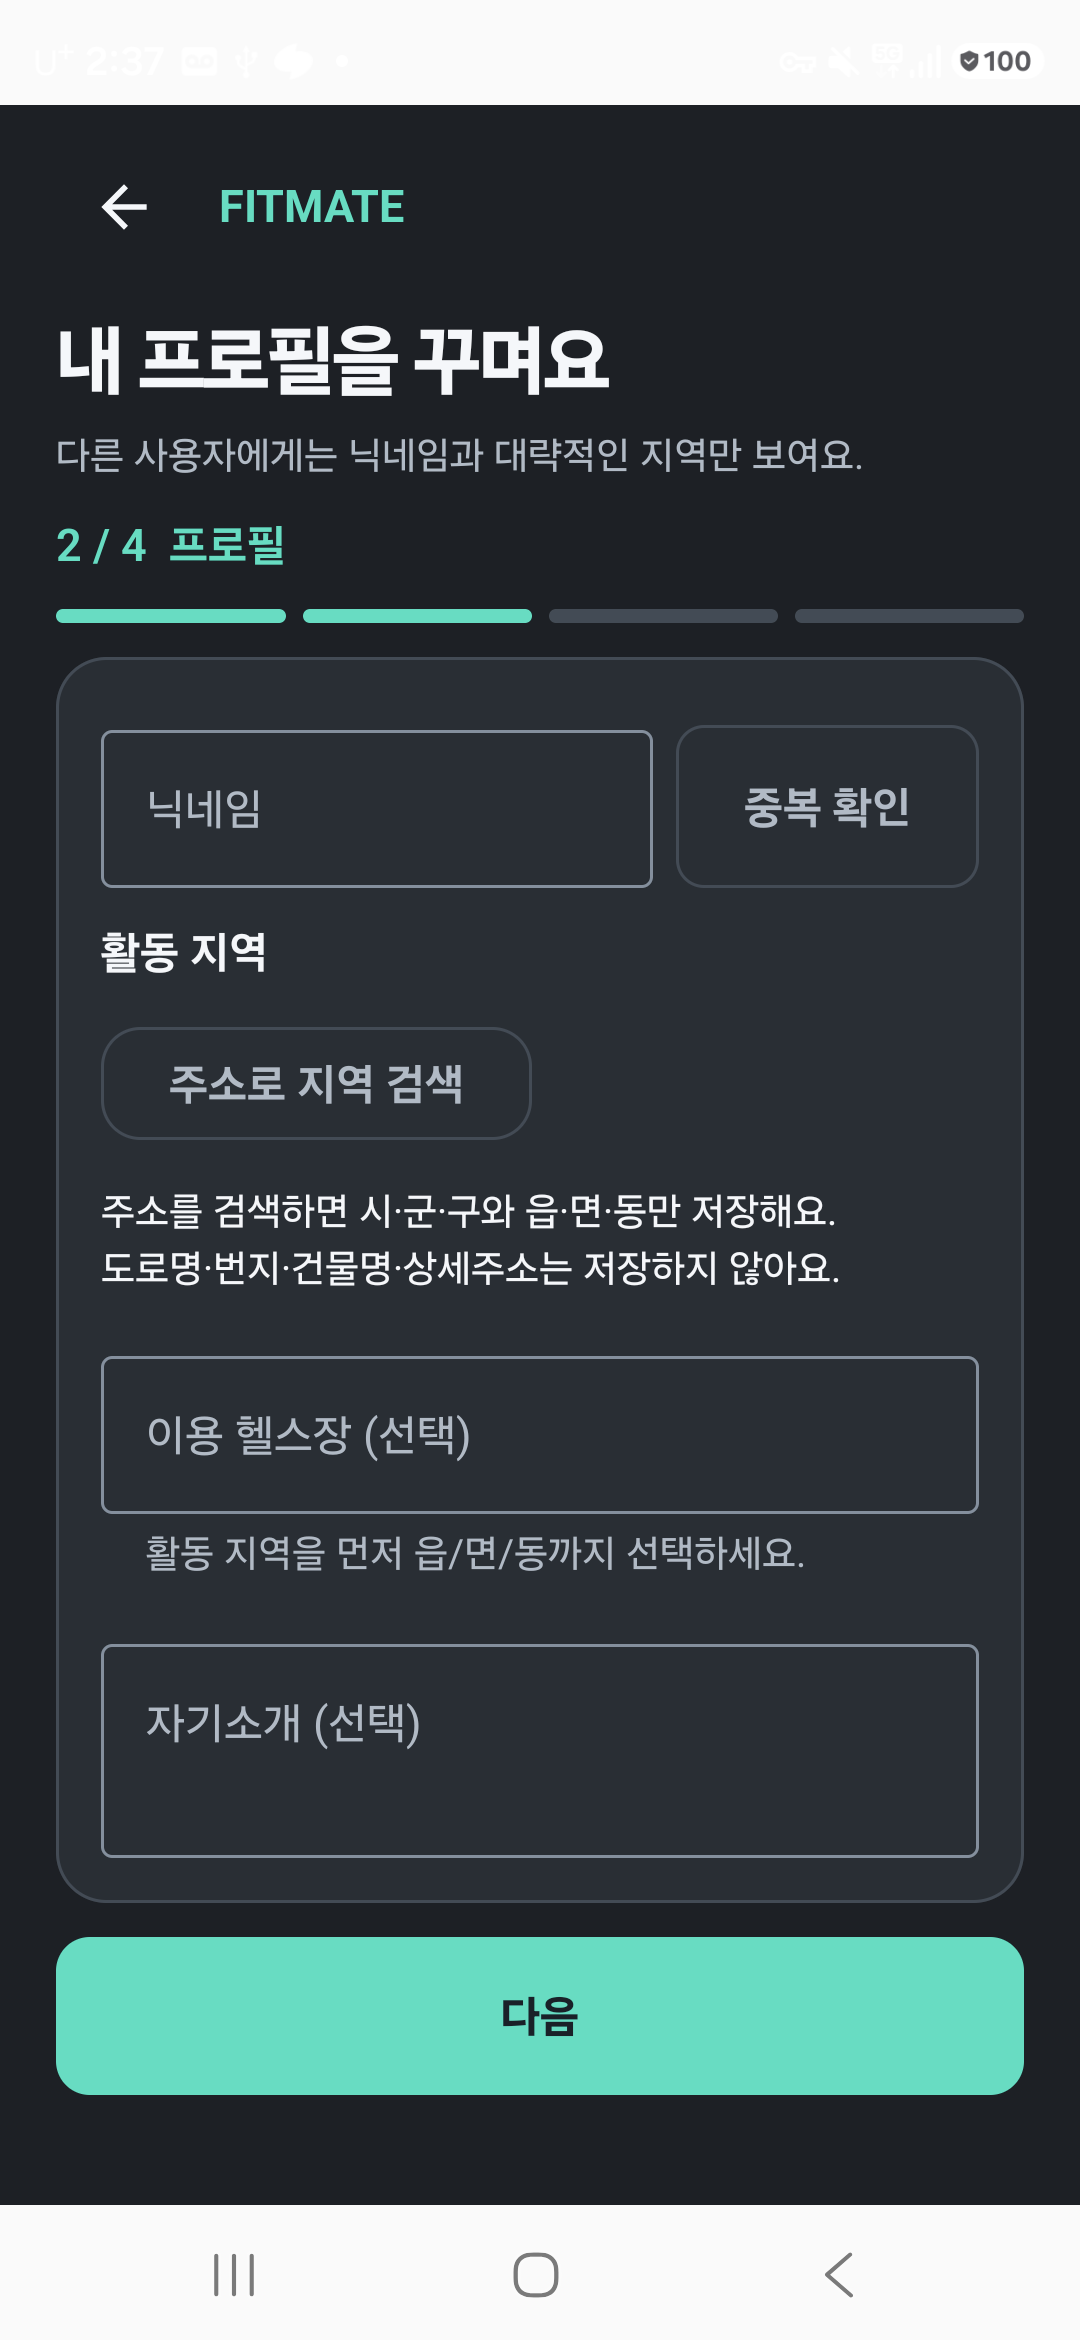 U+ 2:37
5G
100
FITMATE
내 프로필을 꾸며요
다른 사용자에게는 닉네임과 대략적인 지역만 보여요.
2 / 4 프로필
닉네임
중복 확인
활동 지역
주소로 지역 검색
주소를 검색하면 시·군·구와 읍·면·동만 저장해요.
도로명·번지·건물명·상세주소는 저장하지 않아요.
이용 헬스장 (선택)
활동 지역을 먼저 읍/면/동까지 선택하세요.
자기소개 (선택)
다음